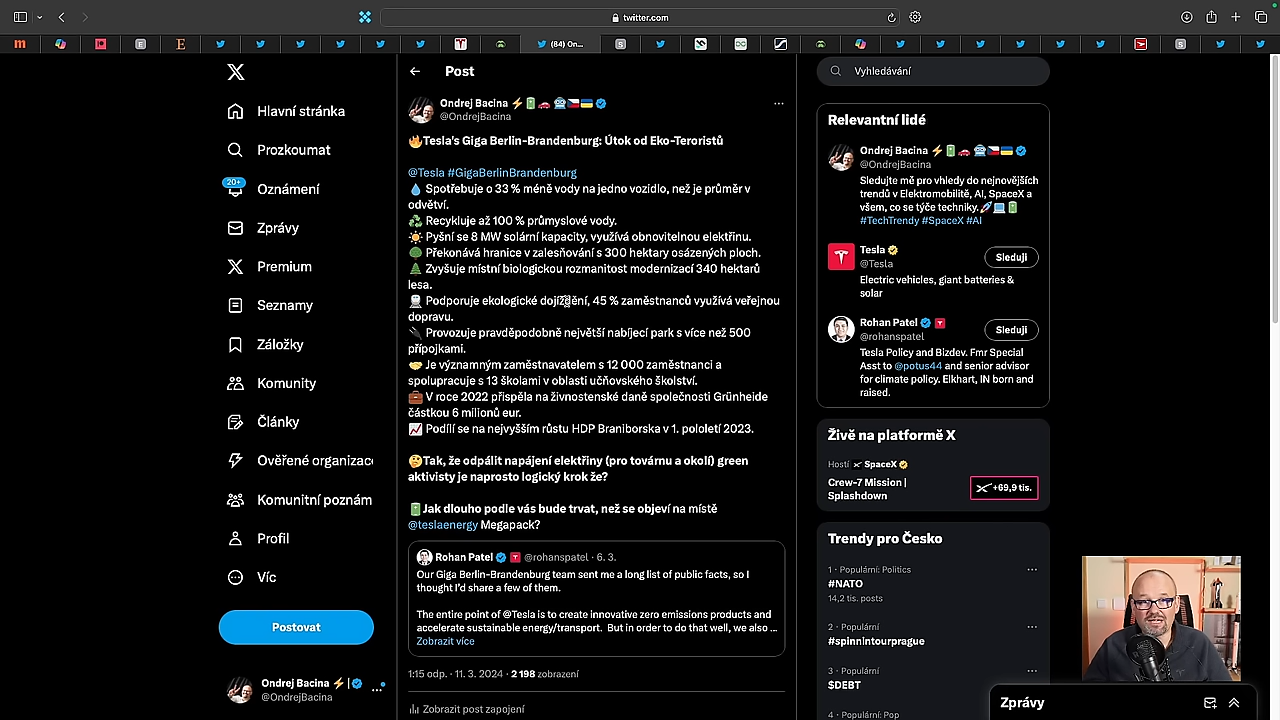 twitter.com
(84) On...
Hlavní stránka
Prozkoumat
20+
Oznámení
Zprávy
Premium
Seznamy
Záložky
Komunity
Články
Ověřené organizac
Komunitní poznám
Profil
Víc
Postovat
Ondrej Bacina
@OndrejBacina
Post
Ondrej Bacina
@OndrejBacina
🔥Tesla's Giga Berlin-Brandenburg: Útok od Eko-Teroristů
@Tesla #GigaBerlinBrandenburg
💧 Spotřebuje o 33 % méně vody na jedno vozidlo, než je průměr v
odvětví.
♻️ Recykluje až 100 % průmyslové vody.
☀️ Pyšní se 8 MW solární kapacity, využívá obnovitelnou elektřinu.
🌳 Překonává hranice v zalesňování s 300 hektary osázených ploch.
🌲 Zvyšuje místní biologickou rozmanitost modernizací 340 hektarů
lesa.
🚆 Podporuje ekologické dojíždění, 45 % zaměstnanců využívá veřejnou
dopravu.
🔌 Provozuje pravděpodobně největší nabíjecí park s více než 500
přípojkami.
🤝 Je významným zaměstnavatelem s 12 000 zaměstnanci a
spolupracuje s 13 školami v oblasti učňovského školství.
💼 V roce 2022 přispěla na živnostenské daně společnosti Grünheide
částkou 6 milionů eur.
📈 Podílí se na nejvyšším růstu HDP Braniborska v 1. pololetí 2023.
🤔Tak, že odpálit napájení elektřiny (pro továrnu a okolí) green
aktivisty je naprosto logický krok že?
🔋Jak dlouho podle vás bude trvat, než se objeví na místě
@teslaenergy Megapack?
Rohan Patel @rohanspatel · 6. 3.
Our Giga Berlin-Brandenburg team sent me a long list of public facts, so I
thought I'd share a few of them.
The entire point of @Tesla is to create innovative zero emissions products and
accelerate sustainable energy/transport. But in order to do that well, we also ...
Zobrazit více
1:15 odp. · 11. 3. 2024 · 2 198 zobrazení
Zobrazit post zapojení
Vyhledávání
Relevantní lidé
Ondrej Bacina
@OndrejBacina
Sledujte mě pro vhledy do nejnovějších
trendů v Elektromobilitě, AI, SpaceX a
všem, co se týče techniky. 🚀💻🔋
#TechTrendy #SpaceX #AI
Tesla
@Tesla
Sleduji
Electric vehicles, giant batteries &
solar
Rohan Patel
@rohanspatel
Sleduji
Tesla Policy and Bizdev. Fmr Special
Asst to @potus44 and senior advisor
for climate policy. Elkhart, IN born and
raised.
Živě na platformě X
Hostí SpaceX
Crew-7 Mission |
Splashdown
+69,9 tis.
Trendy pro Česko
1 · Populární: Politics
#NATO
14,2 tis. posts
2 · Populární
#spinnintourprague
3 · Populární
$DEBT
4 · Populární: Pop
Zprávy